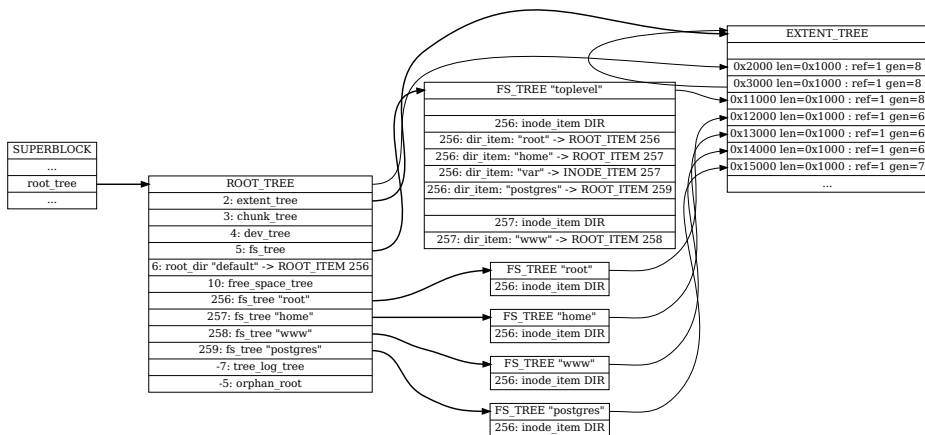 SUPERBLOCK
...
root_tree
...
ROOT_TREE
2: extent_tree
3: chunk_tree
4: dev_tree
5: fs_tree
6: root_dir "default" -> ROOT_ITEM 256
10: free_space_tree
256: fs_tree "root"
257: fs_tree "home"
258: fs_tree "www"
259: fs_tree "postgres"
-7: tree_log_tree
-5: orphan_root
FS_TREE "toplevel"
256: inode_item DIR
256: dir_item: "root" -> ROOT_ITEM 256
256: dir_item: "home" -> ROOT_ITEM 257
256: dir_item: "var" -> INODE_ITEM 257
256: dir_item: "postgres" -> ROOT_ITEM 259
257: inode_item DIR
257: dir_item: "www" -> ROOT_ITEM 258
FS_TREE "root"
256: inode_item DIR
FS_TREE "home"
256: inode_item DIR
FS_TREE "www"
256: inode_item DIR
FS_TREE "postgres"
256: inode_item DIR
EXTENT_TREE
0x2000 len=0x1000 : ref=1 gen=8
0x3000 len=0x1000 : ref=1 gen=8
0x11000 len=0x1000 : ref=1 gen=8
0x12000 len=0x1000 : ref=1 gen=6
0x13000 len=0x1000 : ref=1 gen=6
0x14000 len=0x1000 : ref=1 gen=6
0x15000 len=0x1000 : ref=1 gen=7
...